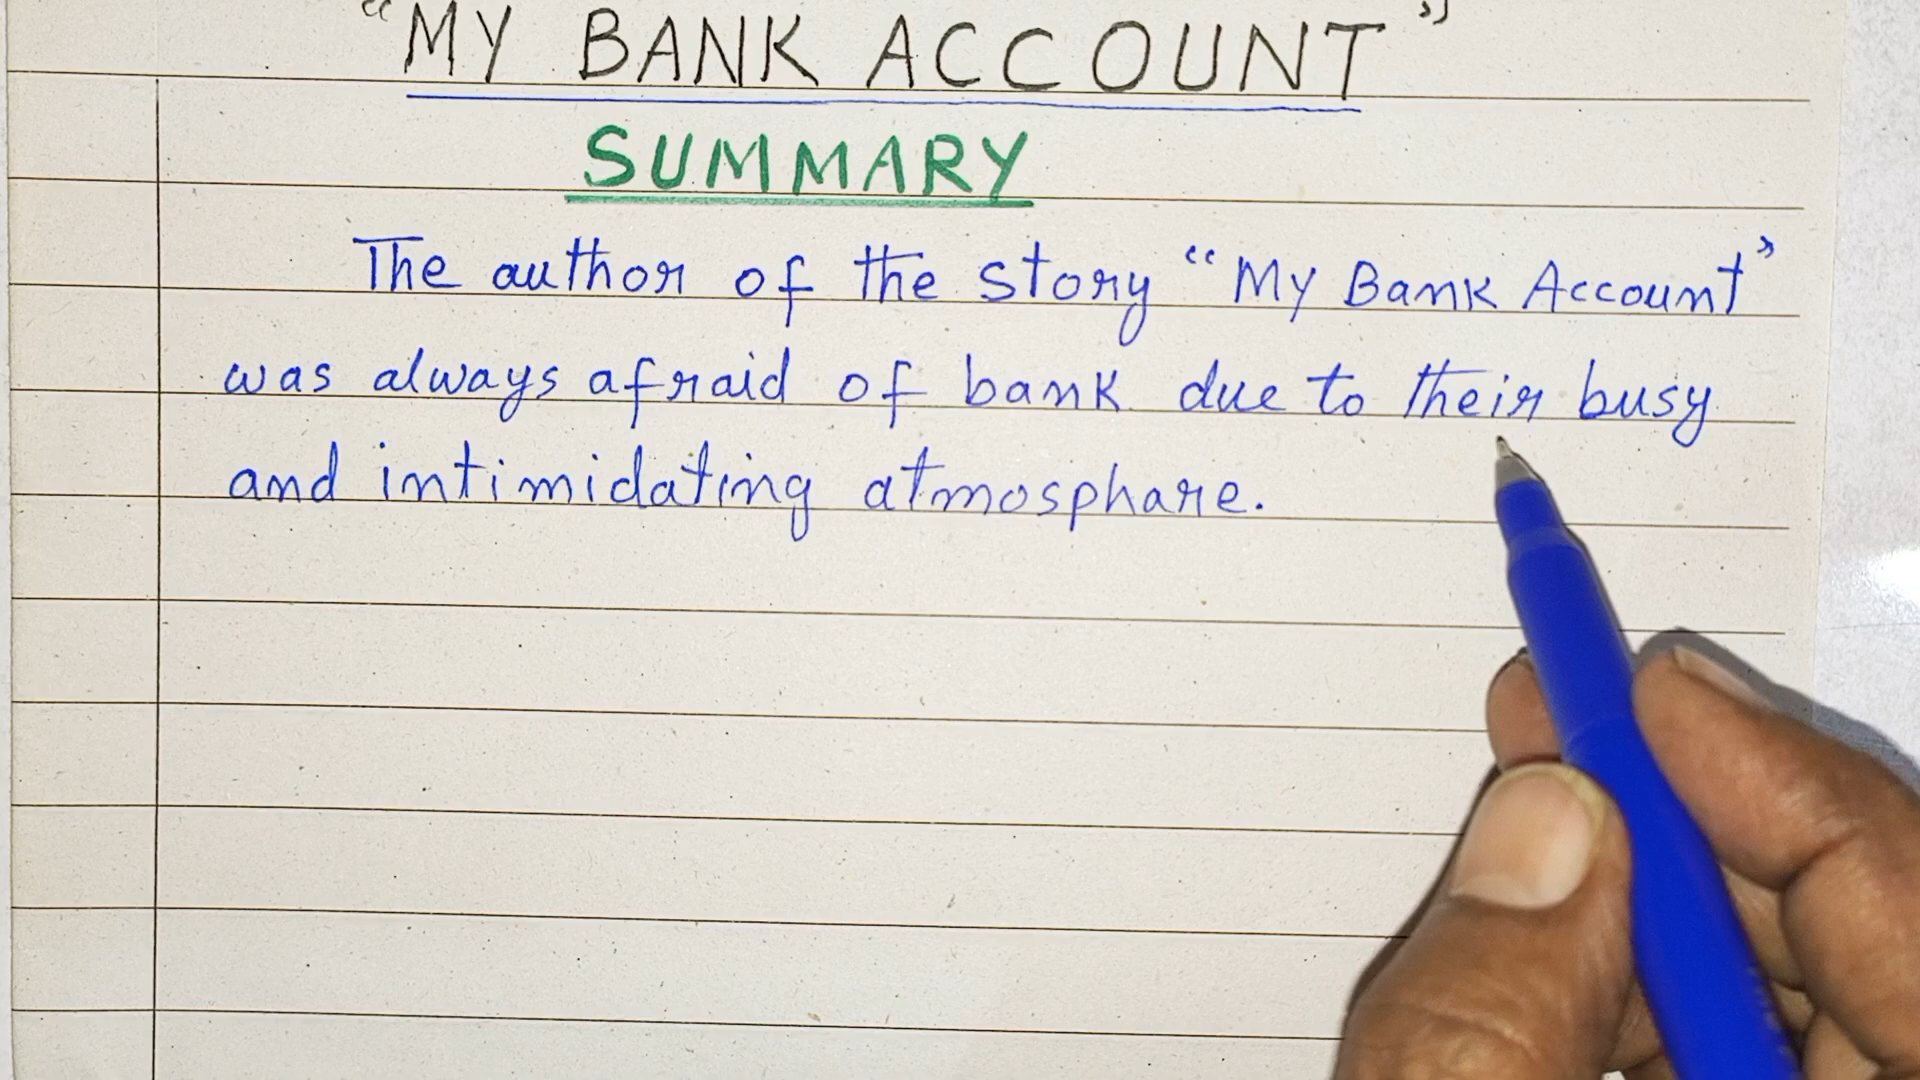 “MY BANK ACCOUNT”
SUMMARY
The author of the story “My Bank Account”
was always afraid of bank due to their busy
and intimidating atmosphare.